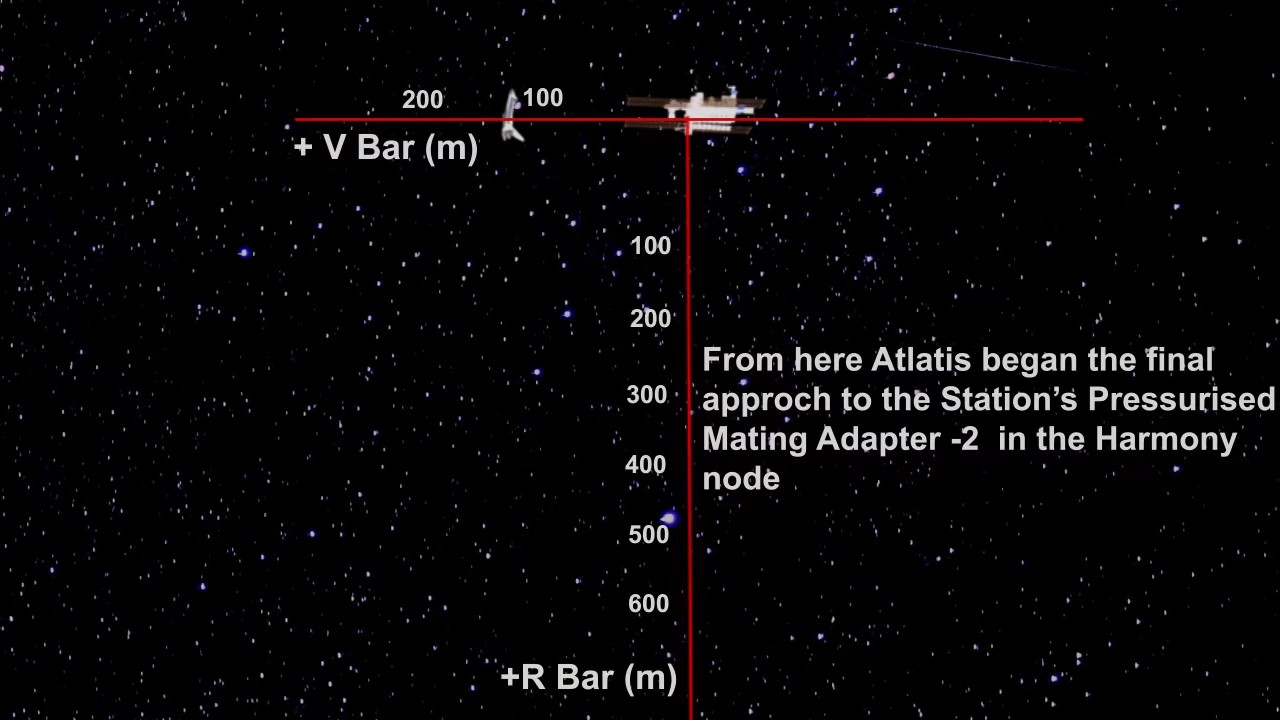 200
100
+ V Bar (m)
100
200
300
400
500
600
From here Atlatis began the final
approch to the Station’s Pressurised
Mating Adapter -2  in the Harmony
node
+R Bar (m)